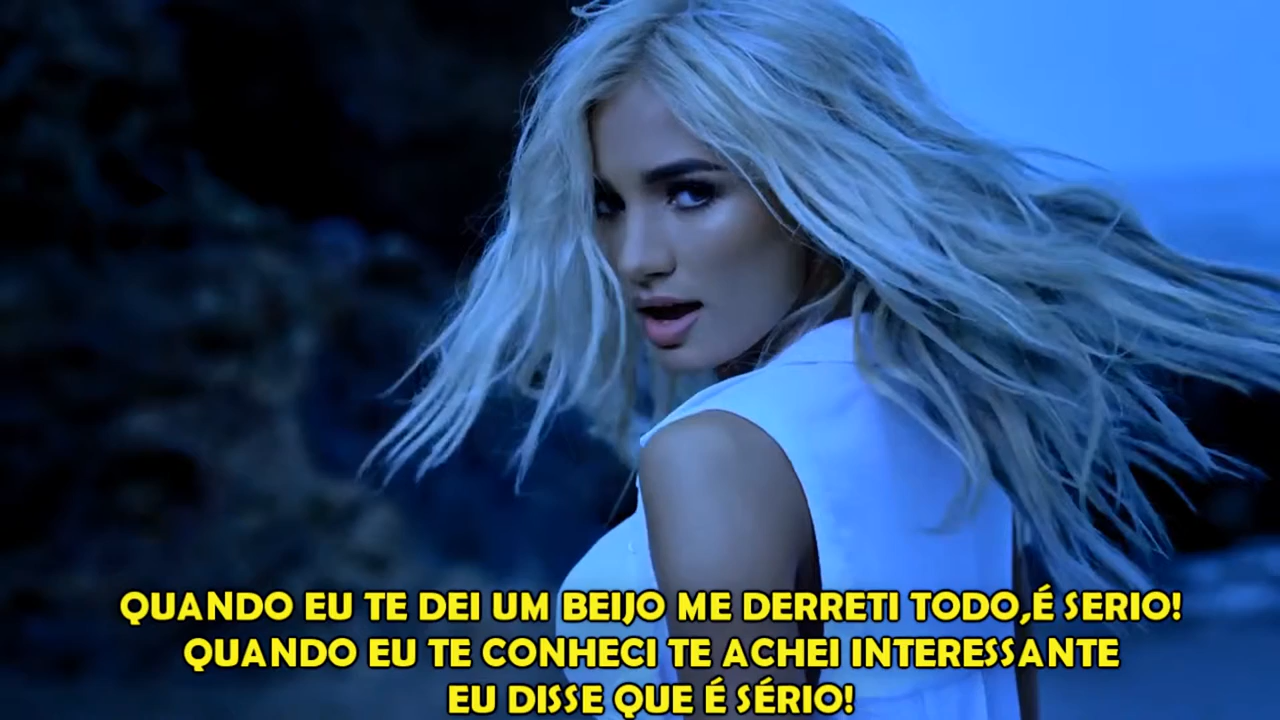 QUANDO EU TE DEI UM BEIJO ME DERRETI TODO,É SERIO!
QUANDO EU TE CONHECI TE ACHEI INTERESSANTE
EU DISSE QUE É SÉRIO!